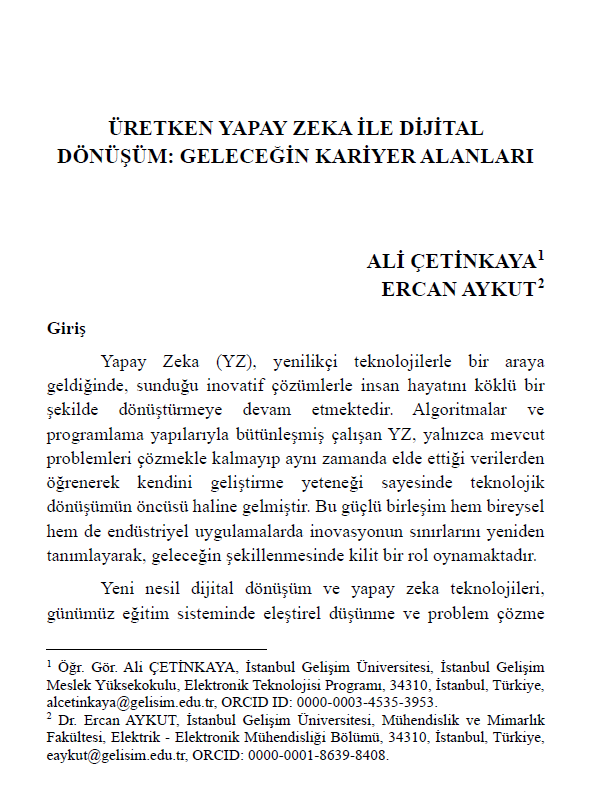 ÜRETKEN YAPAY ZEKA İLE DİJİTAL
DÖNÜŞÜM: GELECEĞİN KARİYER ALANLARI
ALİ ÇETİNKAYA1
ERCAN AYKUT2
Giriş
Yapay Zeka (YZ), yenilikçi teknolojilerle bir araya
geldiğinde, sunduğu inovatif çözümlerle insan hayatını köklü bir
şekilde dönüştürmeye devam etmektedir. Algoritmalar ve
programlama yapılarıyla bütünleşmiş çalışan YZ, yalnızca mevcut
problemleri çözmekle kalmayıp aynı zamanda elde ettiği verilerden
öğrenerek kendini geliştirme yeteneği sayesinde teknolojik
dönüşümün öncüsü haline gelmiştir. Bu güçlü birleşim hem bireysel
hem de endüstriyel uygulamalarda inovasyonun sınırlarını yeniden
tanımlayarak, geleceğin şekillenmesinde kilit bir rol oynamaktadır.
Yeni nesil dijital dönüşüm ve yapay zeka teknolojileri,
günümüz eğitim sisteminde eleştirel düşünme ve problem çözme
1 Öğr. Gör. Ali ÇETİNKAYA, İstanbul Gelişim Üniversitesi, İstanbul Gelişim
Meslek Yüksekokulu, Elektronik Teknolojisi Programı, 34310, İstanbul, Türkiye,
alcetinkaya@gelisim.edu.tr, ORCID ID: 0000-0003-4535-3953.
2 Dr. Ercan AYKUT, İstanbul Gelişim Üniversitesi, Mühendislik ve Mimarlık
Fakültesi, Elektrik - Elektronik Mühendisliği Bölümü, 34310, İstanbul, Türkiye,
eaykut@gelisim.edu.tr, ORCID: 0000-0001-8639-8408.